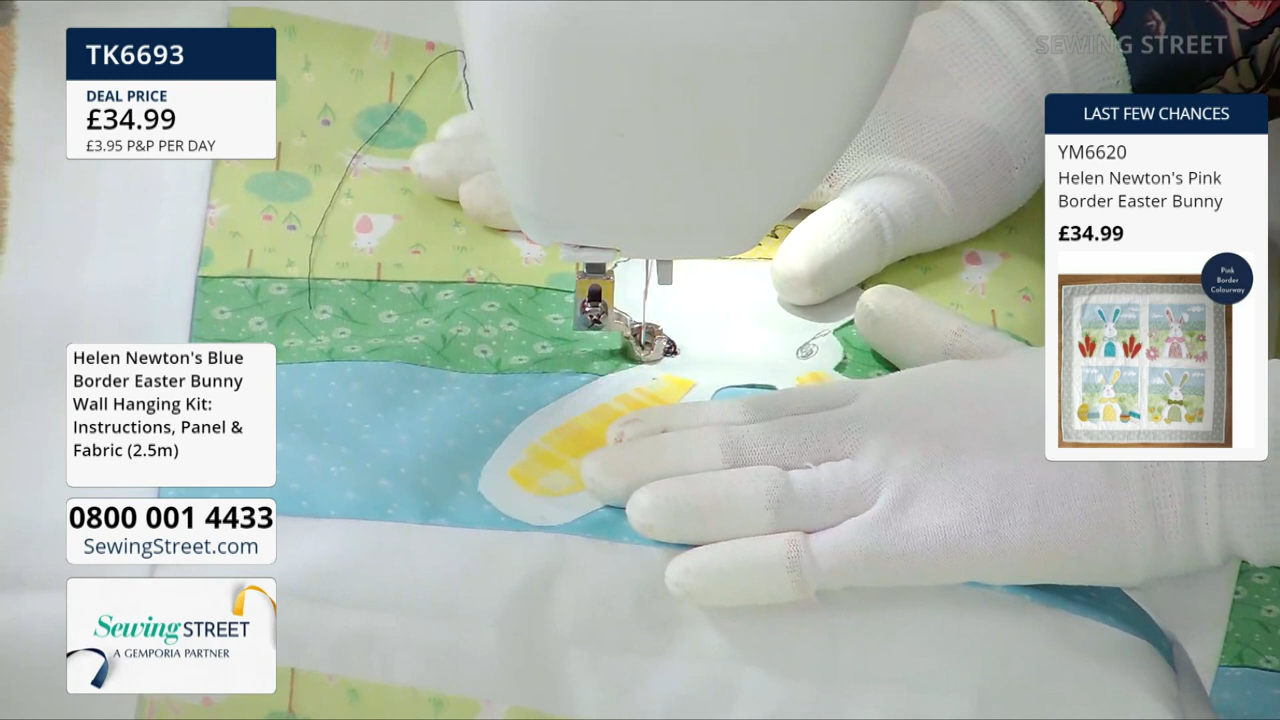 TK6693
DEAL PRICE
£34.99
£3.95 P&P PER DAY
Helen Newton's Blue
Border Easter Bunny
Wall Hanging Kit:
Instructions, Panel &
Fabric (2.5m)
0800 001 4433
SewingStreet.com
Sewing STREET
A GEMPORIA PARTNER
SEWING STREET
LAST FEW CHANCES
YM6620
Helen Newton's Pink
Border Easter Bunny
£34.99
Pink
Border
Colourway